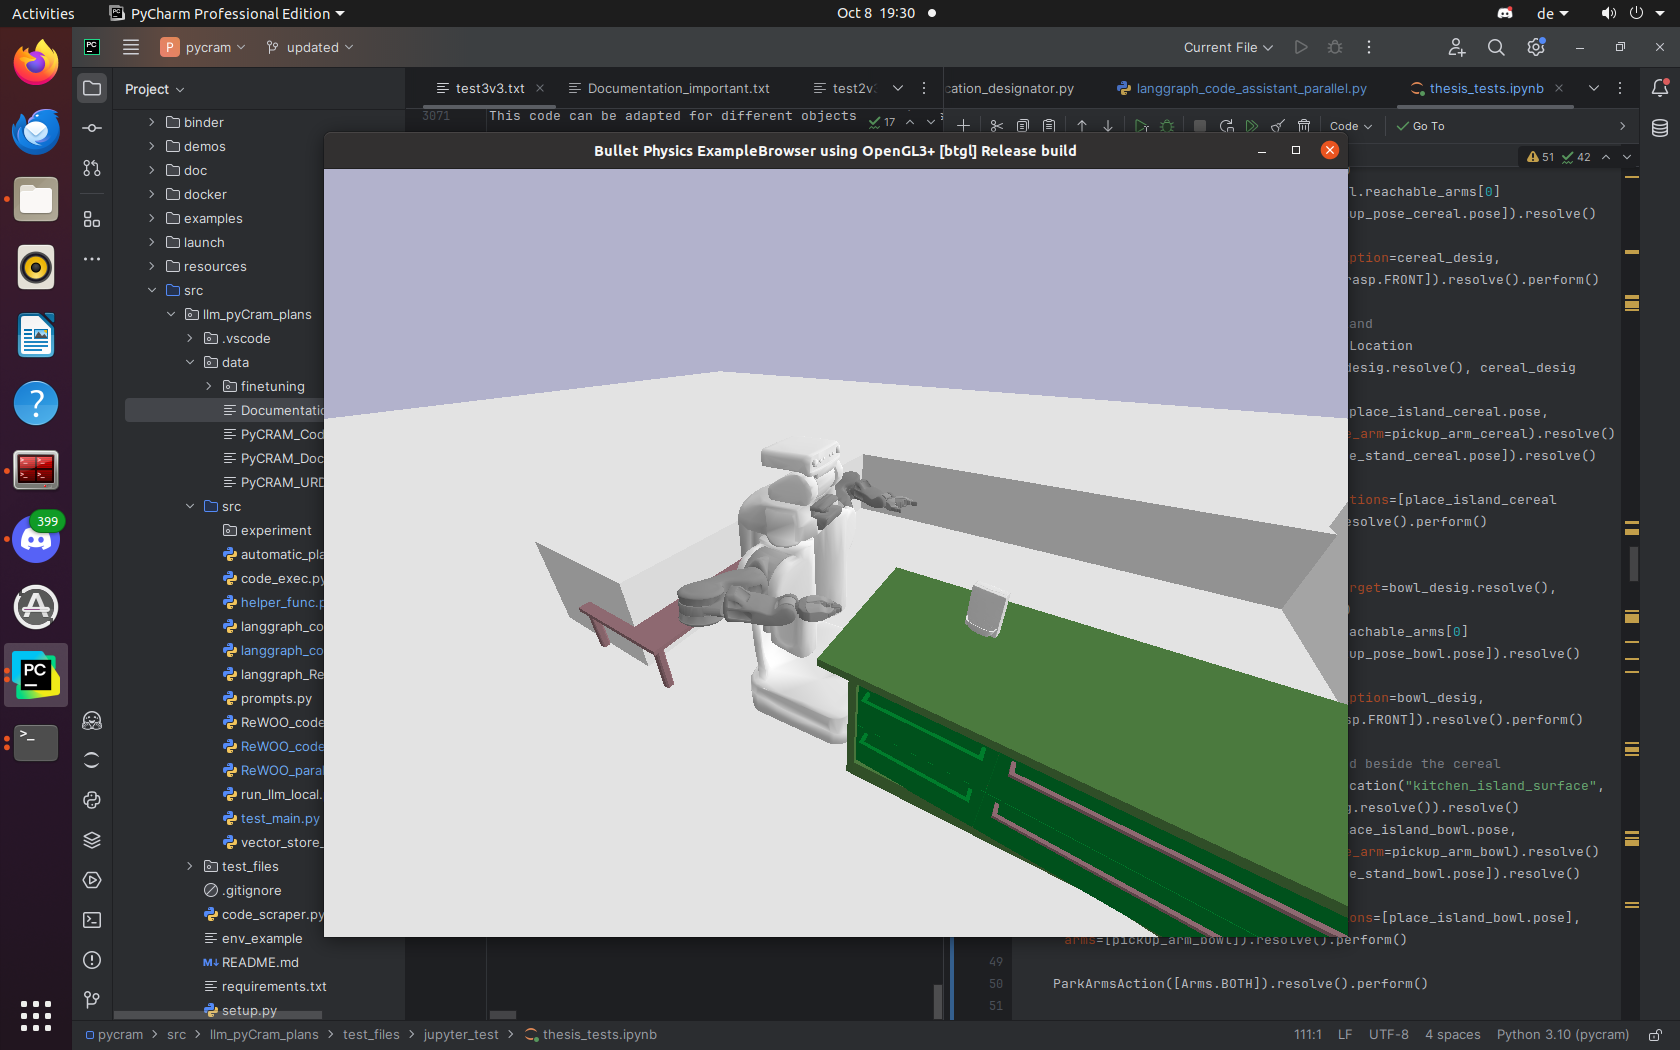 Activities
PyCharm Professional Edition
Oct 8 19:30
de
PC
P pycram
updated
Current File
Project
test3v3.txt
Documentation_important.txt
test2v
cation_designator.py
langgraph_code_assistant_parallel.py
thesis_tests.ipynb
3071
This code can be adapted for different objects
17
Code
Go To
51
42
Bullet Physics ExampleBrowser using OpenGL3+ [btgl] Release build
binder
demos
doc
docker
examples
launch
resources
src
llm_pyCram_plans
.vscode
data
finetuning
Documentatio
PyCRAM_Cod
PyCRAM_Doc
PyCRAM_URD
src
experiment
automatic_pla
code_exec.py
helper_func.p
langgraph_co
langgraph_co
langgraph_Re
prompts.py
ReWOO_code
ReWOO_code
ReWOO_paral
run_llm_local.
test_main.py
vector_store_
test_files
.gitignore
code_scraper.py
env_example
M↓ README.md
requirements.txt
setup.py
l.reachable_arms[0]
up_pose_cereal.pose]).resolve()
ption=cereal_desig,
rasp.FRONT]).resolve().perform()
and
Location
desig.resolve(), cereal_desig
place_island_cereal.pose,
e_arm=pickup_arm_cereal).resolve()
e_stand_cereal.pose]).resolve()
tions=[place_island_cereal
esolve().perform()
rget=bowl_desig.resolve(),
achable_arms[0]
up_pose_bowl.pose]).resolve()
ption=bowl_desig,
sp.FRONT]).resolve().perform()
d beside the cereal
cation("kitchen_island_surface",
g.resolve()).resolve()
ace_island_bowl.pose,
e_arm=pickup_arm_bowl).resolve()
e_stand_bowl.pose]).resolve()
ons=[place_island_bowl.pose],
arms=[pickup_arm_bowl]).resolve().perform()
49
50
ParkArmsAction([Arms.BOTH]).resolve().perform()
51
399
PC
pycram > src > llm_pyCram_plans > test_files > jupyter_test > thesis_tests.ipynb
111:1
LF
UTF-8
4 spaces
Python 3.10 (pycram)